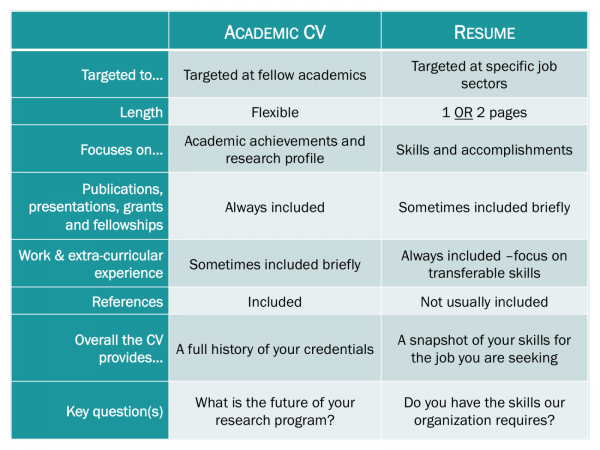 ACADEMIC CV
RESUME
Targeted to...
Targeted at fellow academics
Targeted at specific job
sectors
Length
Flexible
1 OR 2 pages
Focuses on...
Academic achievements and
research profile
Skills and accomplishments
Publications,
presentations, grants
and fellowships
Always included
Sometimes included briefly
Work & extra-curricular
experience
Sometimes included briefly
Always included –focus on
transferable skills
References
Included
Not usually included
Overall the CV
provides...
A full history of your credentials
A snapshot of your skills for
the job you are seeking
Key question(s)
What is the future of your
research program?
Do you have the skills our
organization requires?